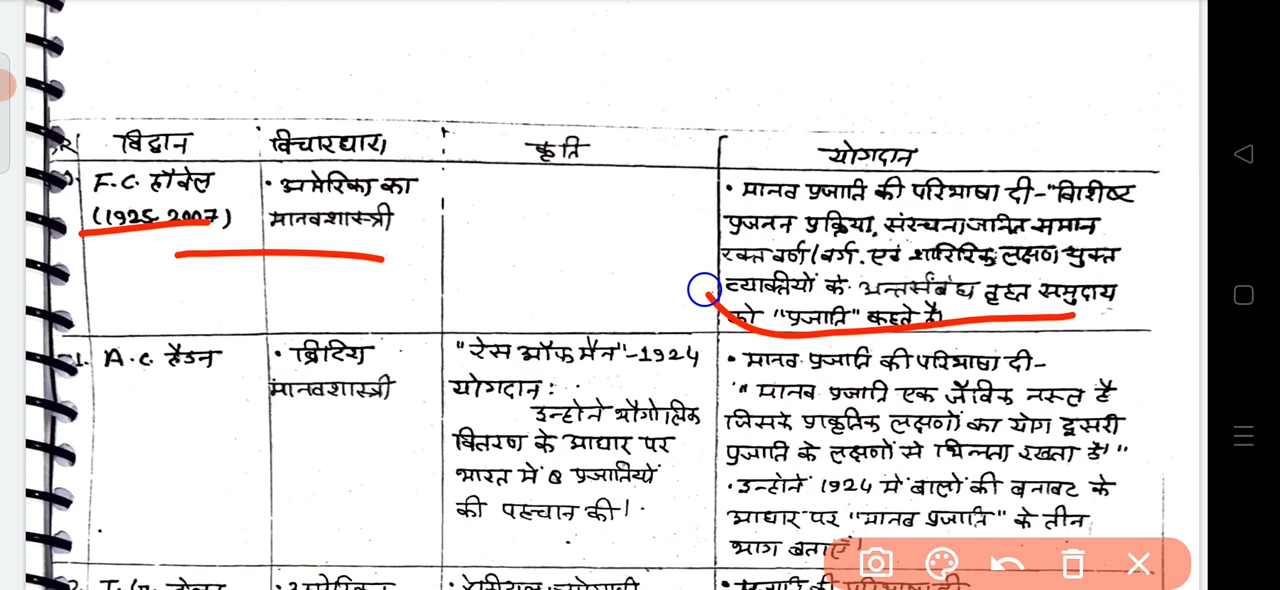 विद्वान विचारधारा कृति योगदान
F.C. हॉबेल
(1925-2007)
• अमेरिका का
मानवशास्त्री
• मानव प्रजाति की परिभाषा दी-"विशिष्ट
प्रजनन प्रक्रिया, संरचनाजनित समान
रक्त वर्ण/वर्ग. एवं शारिरिक लक्षण युक्त
व्याक्तियों के अन्तर्संबंध वृहत समुदाय
को "प्रजाति" कहते है।
1. A.C हैडन
• ब्रिटिश
मानवशास्त्री
"रेस ऑफ मैन"-1924
योगदान:
उन्होने भौगोलिक
वितरण के आधार पर
भारत में 8 प्रजातियों
की पहचान की।
• मानव प्रजाति की परिभाषा दी-
"मानव प्रजाति एक जैविक नस्ल है
जिसके प्राकृतिक लक्षणों का योग दूसरी
प्रजाति के लक्षणों से भिन्नता रखता है"
• उन्होने 1924 में बालों की बनावट के
आधार पर "मानव प्रजाति" के तीन
भाग बताएं।